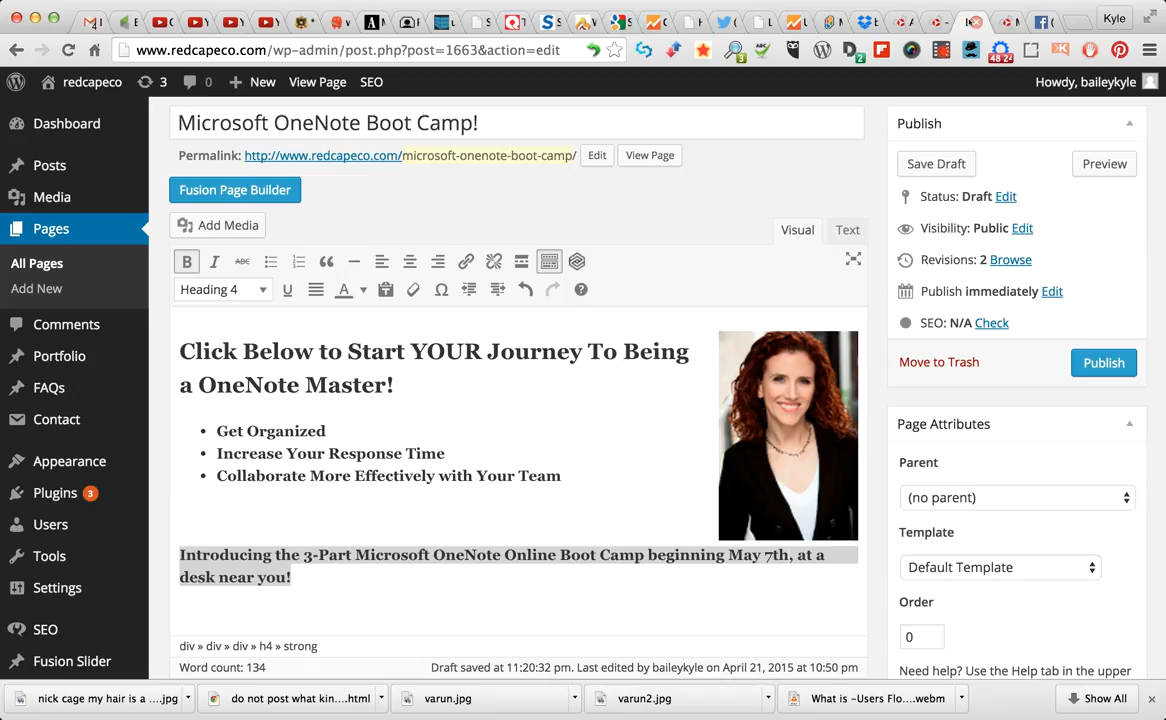 Kyle
www.redcapeco.com/wp-admin/post.php?post=1663&action=edit
redcapeco 3 0 New View Page SEO Howdy, baileykyle
Dashboard
Posts
Media
Pages
All Pages
Add New
Comments
Portfolio
FAQs
Contact
Appearance
Plugins 3
Users
Tools
Settings
SEO
Fusion Slider
Microsoft OneNote Boot Camp!
Permalink: http://www.redcapeco.com/microsoft-onenote-boot-camp/ Edit View Page
Fusion Page Builder
Add Media
Visual Text
B I ABC
Heading 4 U A
Click Below to Start YOUR Journey To Being
a OneNote Master!
• Get Organized
• Increase Your Response Time
• Collaborate More Effectively with Your Team
Introducing the 3-Part Microsoft OneNote Online Boot Camp beginning May 7th, at a
desk near you!
div » div » div » h4 » strong
Word count: 134 Draft saved at 11:20:32 pm. Last edited by baileykyle on April 21, 2015 at 10:50 pm
Publish
Save Draft Preview
Status: Draft Edit
Visibility: Public Edit
Revisions: 2 Browse
Publish immediately Edit
SEO: N/A Check
Move to Trash Publish
Page Attributes
Parent
(no parent)
Template
Default Template
Order
0
Need help? Use the Help tab in the upper
nick cage my hair is a ....jpg do not post what kin....html varun.jpg varun2.jpg What is –Users Flo....webm Show All